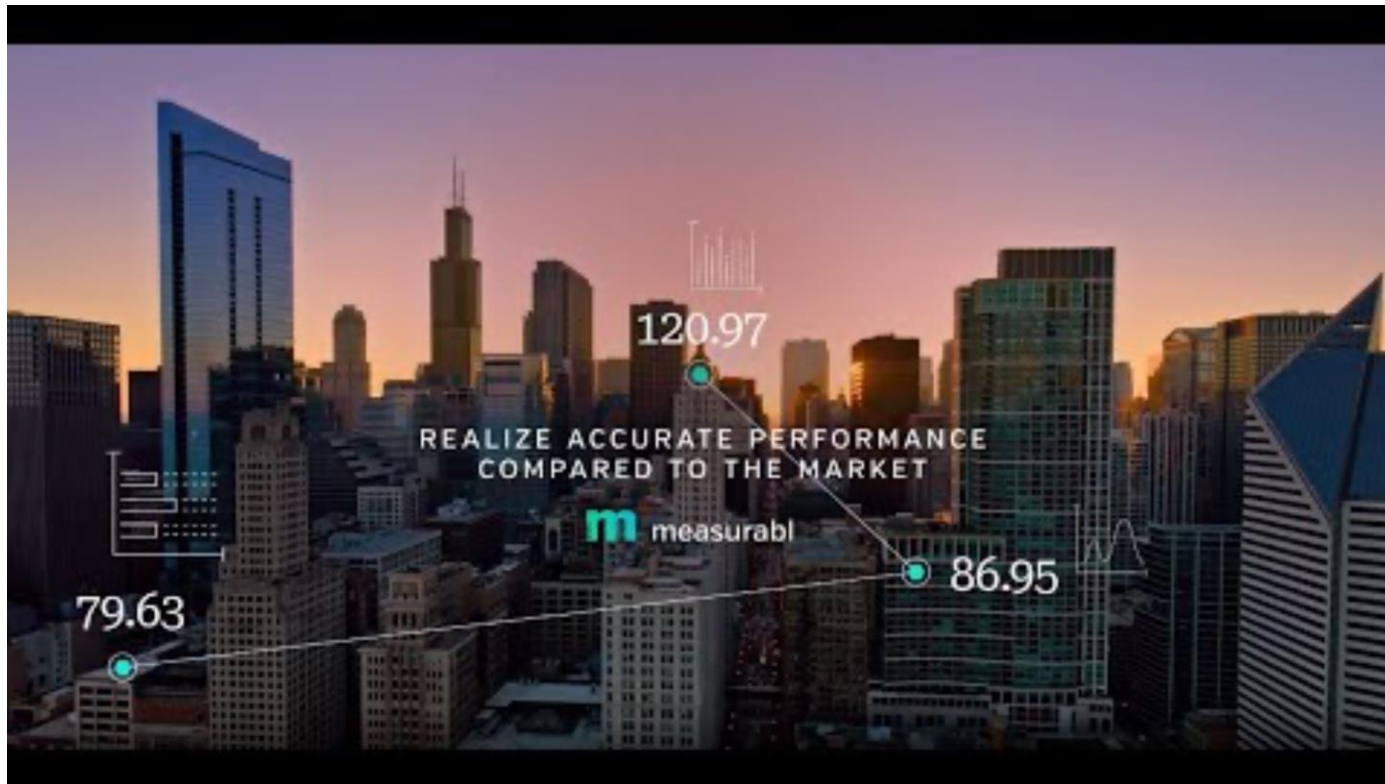 120.97
REALIZE ACCURATE PERFORMANCE
COMPARED TO THE MARKET
m measurabl
86.95
79.63